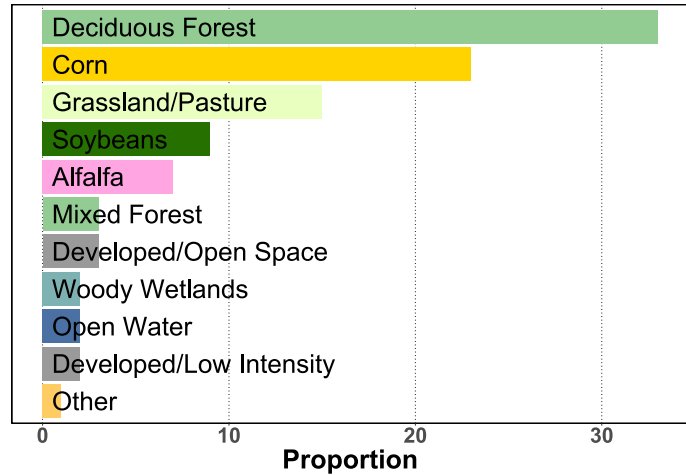 Deciduous Forest
Corn
Grassland/Pasture
Soybeans
Alfalfa
Mixed Forest
Developed/Open Space
Woody Wetlands
Open Water
Developed/Low Intensity
Other
0 10 20 30
Proportion